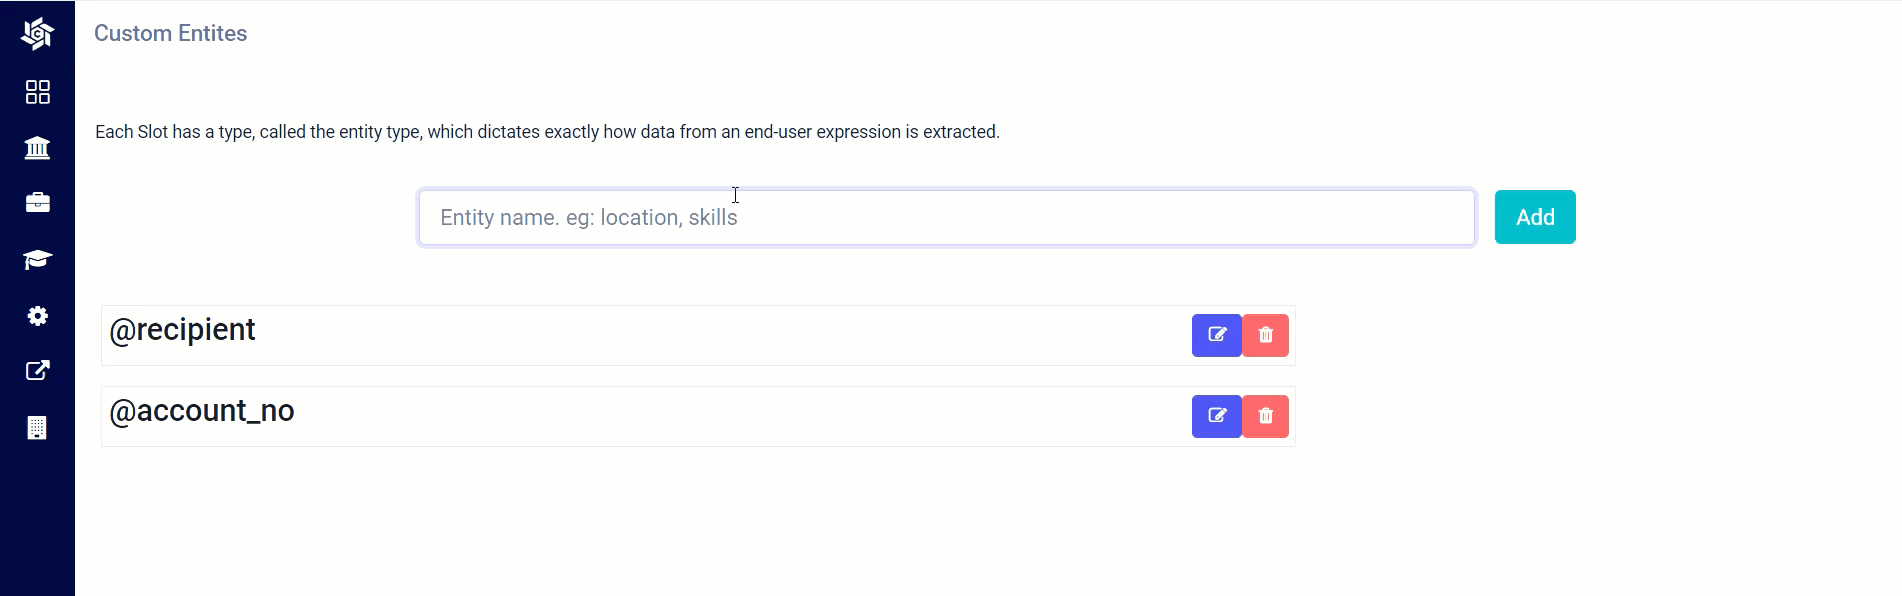 Custom Entites
Each Slot has a type, called the entity type, which dictates exactly how data from an end-user expression is extracted.
Entity name. eg: location, skills
Add
@recipient
@account_no